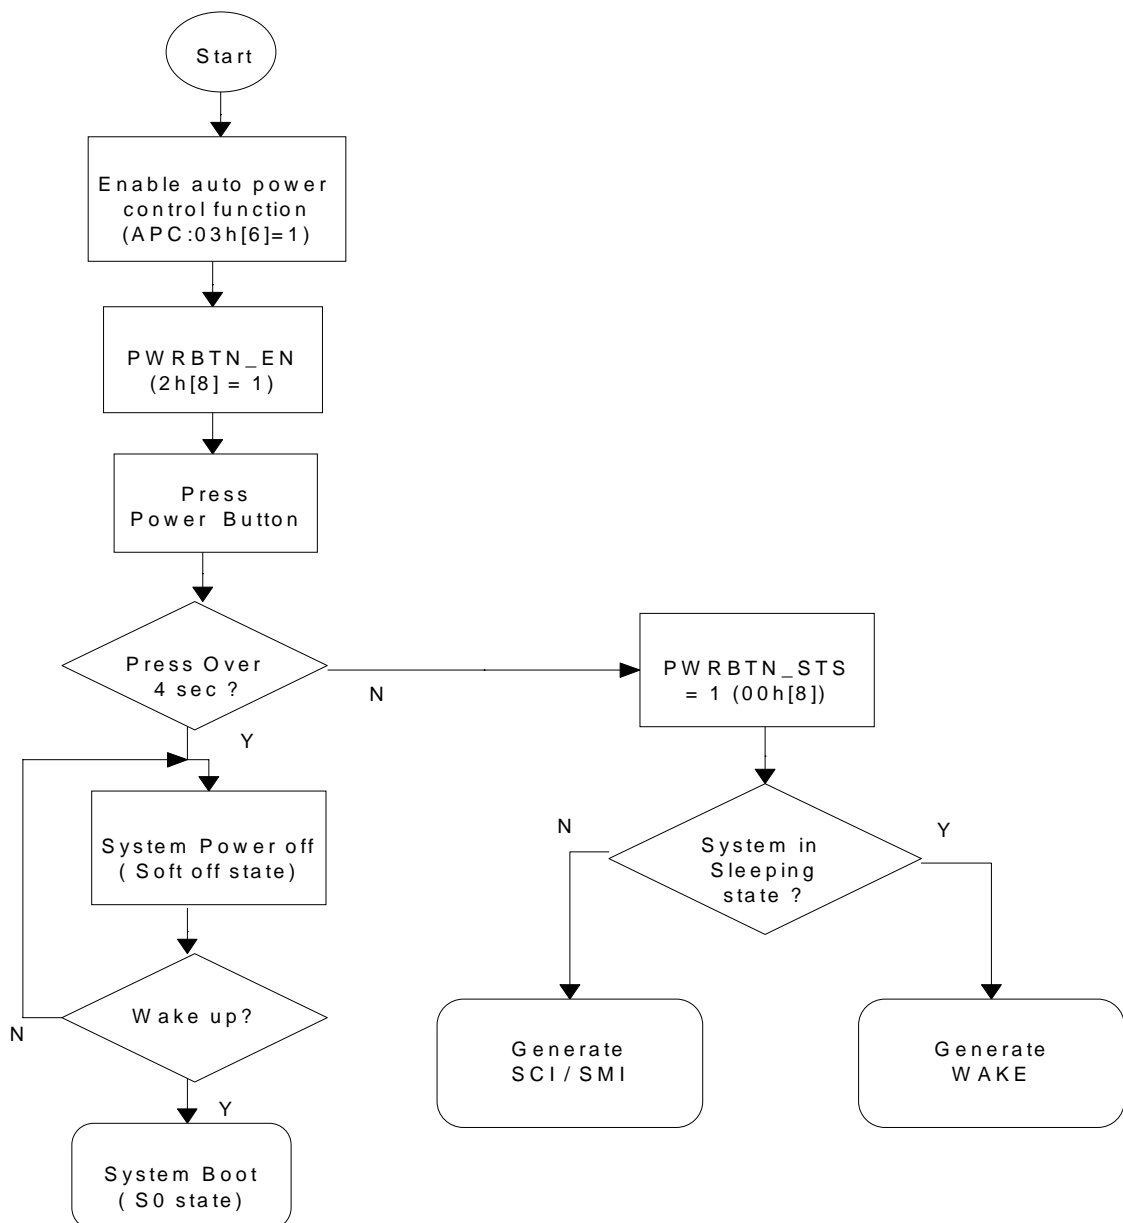 Start
Enable auto power
control function
(APC:03h[6]=1)
PWRBTN_EN
(2h[8] = 1)
Press
Power Button
Press Over
4 sec ?
N
Y
PWRBTN_STS
= 1 (00h[8])
System Power off
( Soft off state)
N
System in
Sleeping
state ?
Y
Wake up?
N
Y
Generate
SCI / SMI
Generate
WAKE
System Boot
( S0 state)